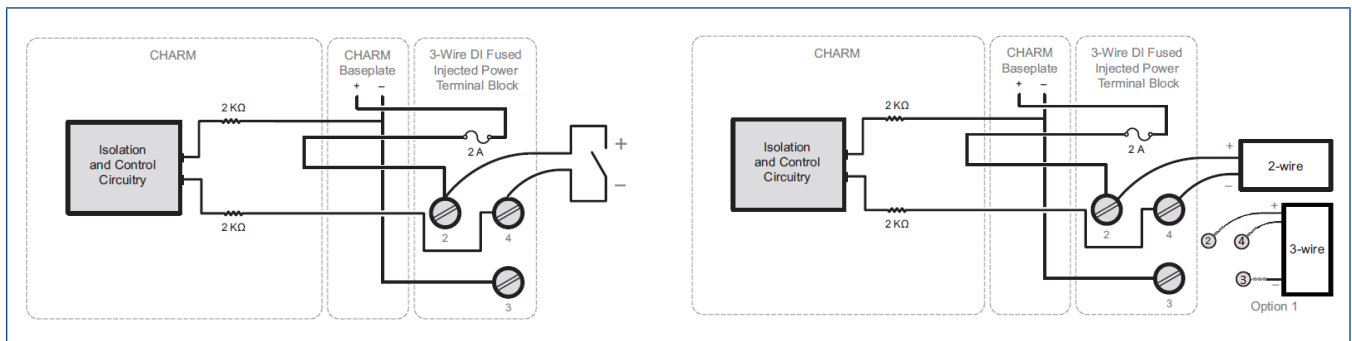 CHARM
CHARM
Baseplate
+ –
3-Wire DI Fused
Injected Power
Terminal Block
2 KΩ
Isolation
and Control
Circuitry
2 A
+
–
2 KΩ
2
4
3
CHARM
CHARM
Baseplate
+ –
3-Wire DI Fused
Injected Power
Terminal Block
2 KΩ
Isolation
and Control
Circuitry
2 A
+
–
2-wire
2 KΩ
2
4
3
+
2
4
3-wire
3
–
Option 1